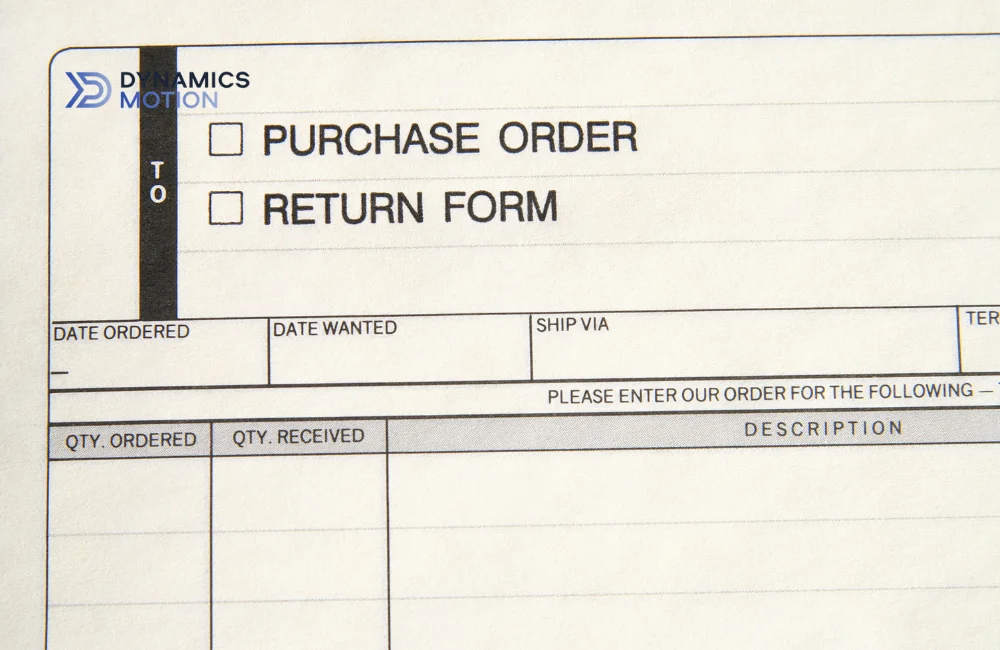 DYNAMICS
MOTION
PURCHASE ORDER
TO
RETURN FORM
DATE ORDERED
DATE WANTED
SHIP VIA
TER
PLEASE ENTER OUR ORDER FOR THE FOLLOWING —
QTY. ORDERED
QTY. RECEIVED
DESCRIPTION